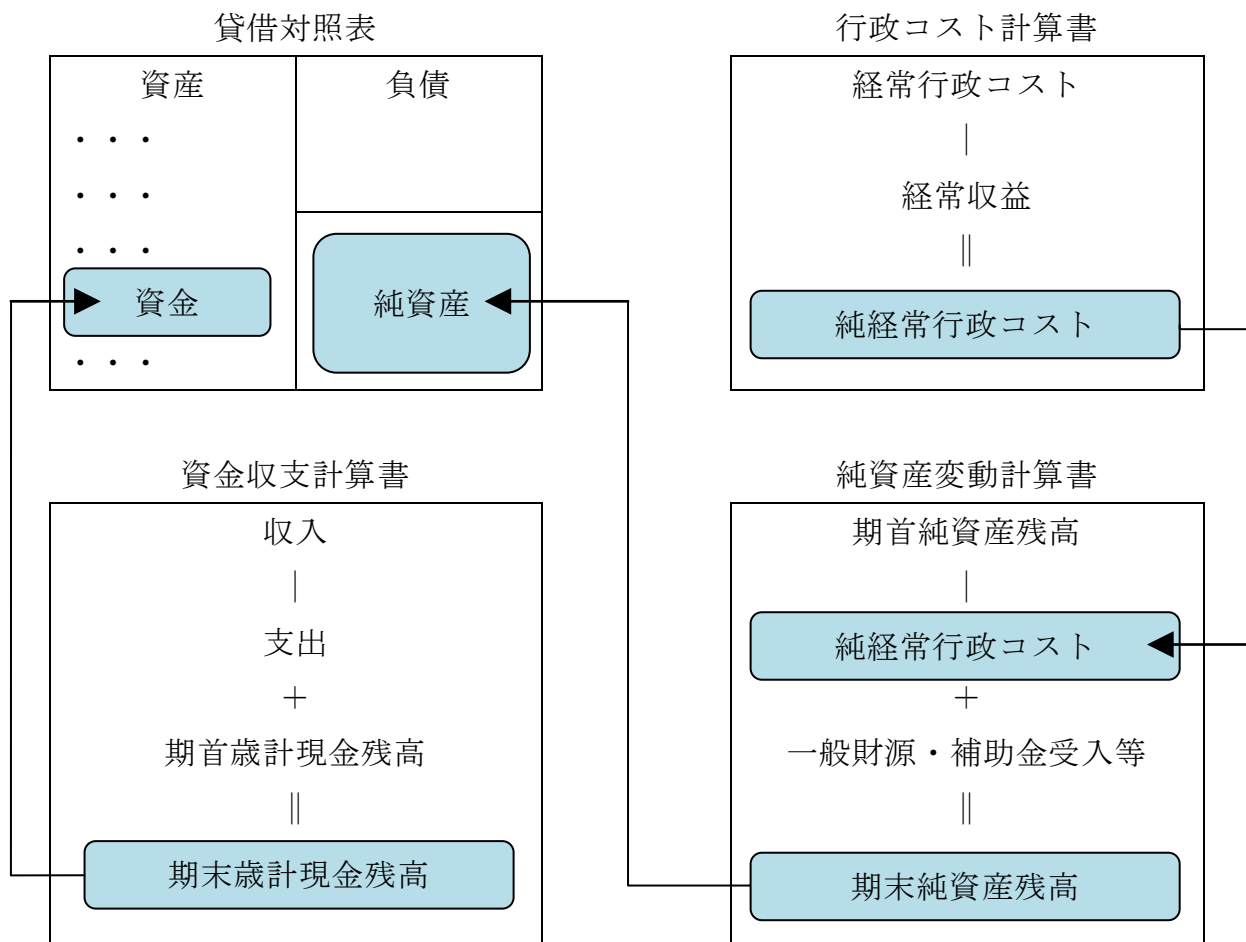 貸借対照表
資産
負債
・・・
・・・
・・・
資金
純資産
・・・
行政コスト計算書
経常行政コスト
｜
経常収益
||
純経常行政コスト
資金収支計算書
収入
｜
支出
＋
期首歳計現金残高
||
期末歳計現金残高
純資産変動計算書
期首純資産残高
｜
純経常行政コスト
＋
一般財源・補助金受入等
||
期末純資産残高